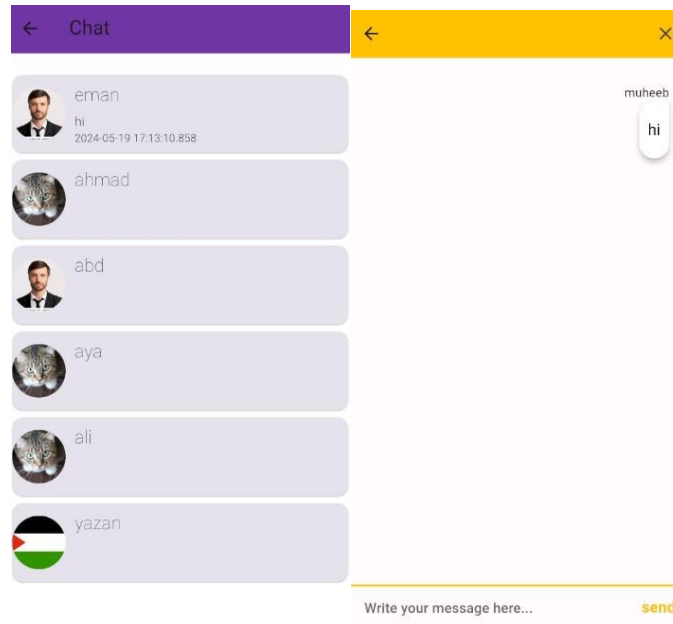 Chat
eman
hi
2024-05-19 17:13:10.858
ahmad
abd
aya
ali
yazan
muheeb
hi
Write your message here...
send